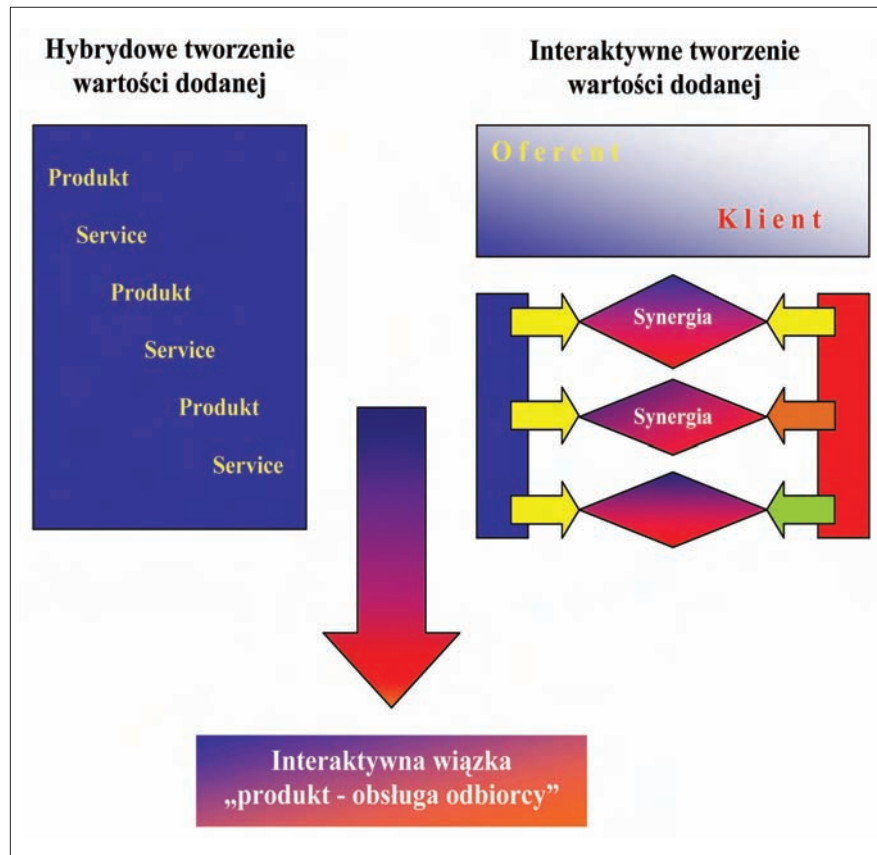 Hybrydowe tworzenie
wartości dodanej
Produkt
Service
Produkt
Service
Produkt
Service
Interaktywne tworzenie
wartości dodanej
Oferent
Klient
Synergia
Synergia
Interaktywna wiązka
„produkt - obsługa odbiorcy”